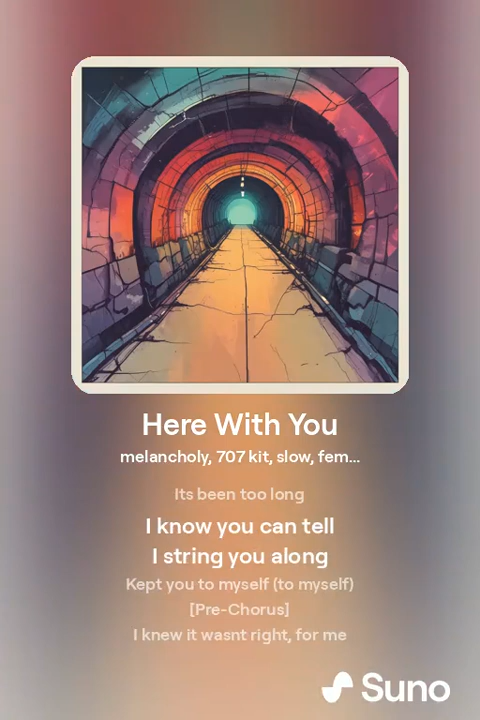 Here With You
melancholy, 707 kit, slow, fem...
Its been too long
I know you can tell
I string you along
Kept you to myself (to myself)
[Pre-Chorus]
I knew it wasnt right, for me
Suno